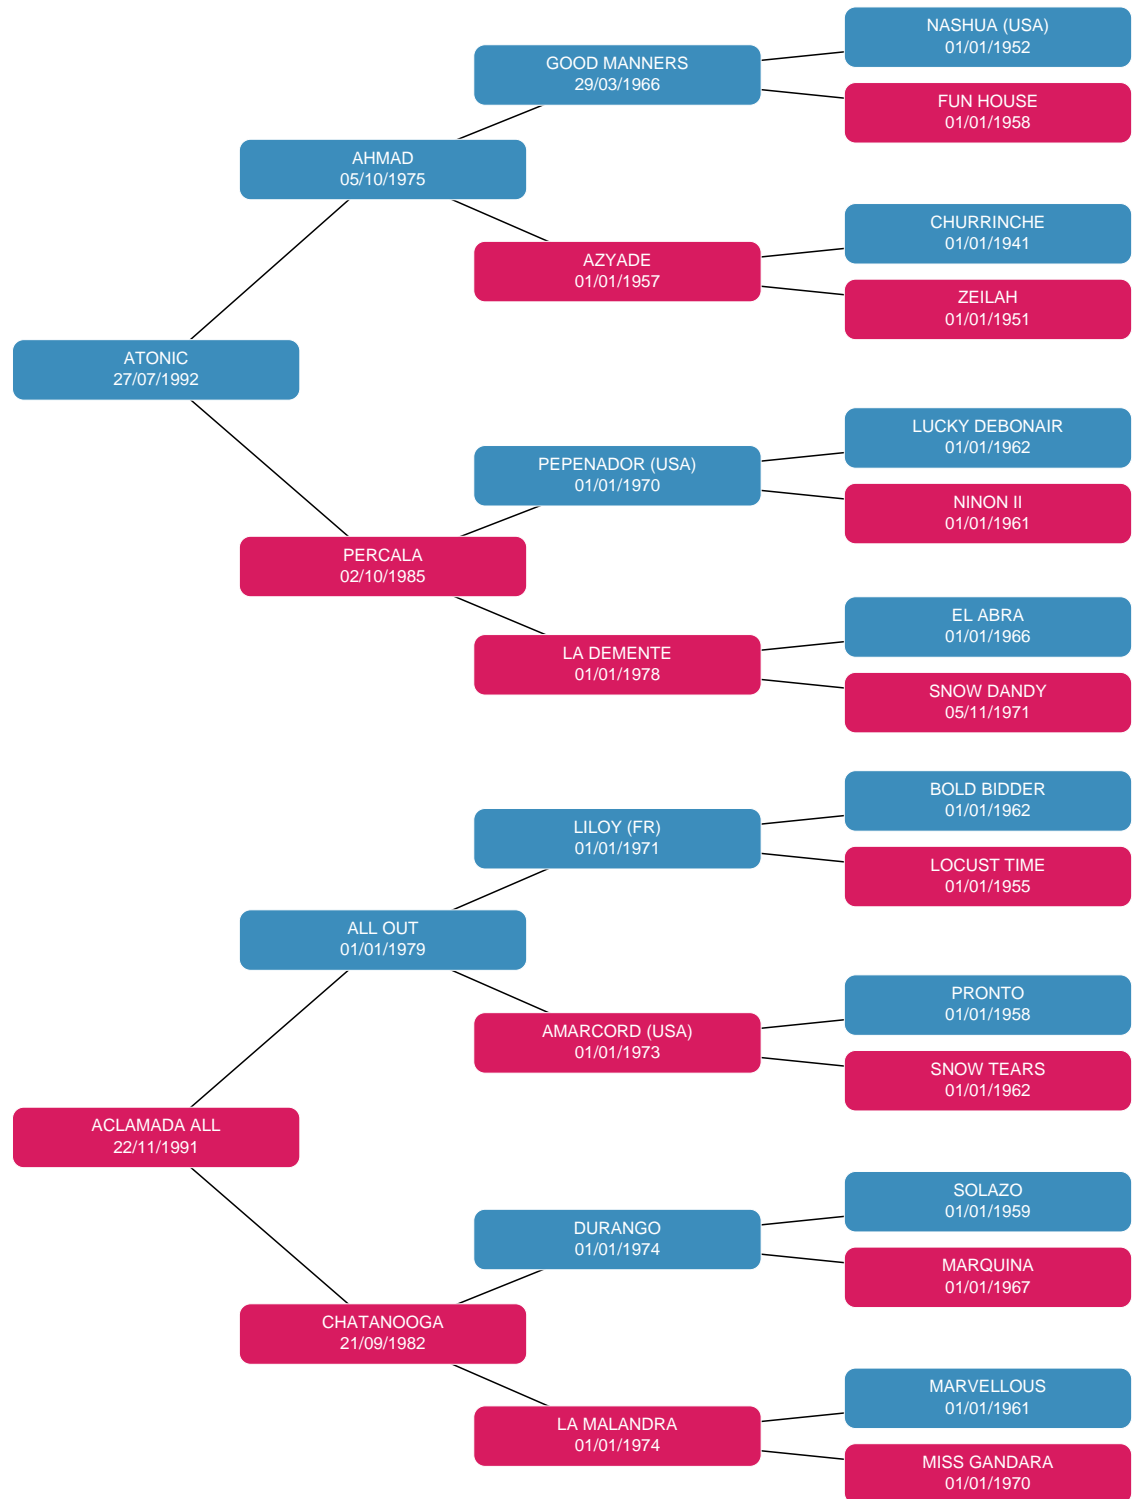 NASHUA (USA)
01/01/1952
GOOD MANNERS
29/03/1966
FUN HOUSE
01/01/1958
AHMAD
05/10/1975
CHURRINCHE
01/01/1941
AZYADE
01/01/1957
ZEILAH
01/01/1951
ATONIC
27/07/1992
LUCKY DEBONAIR
01/01/1962
PEPENADOR (USA)
01/01/1970
NINON II
01/01/1961
PERCALA
02/10/1985
EL ABRA
01/01/1966
LA DEMENTE
01/01/1978
SNOW DANDY
05/11/1971
BOLD BIDDER
01/01/1962
LILOY (FR)
01/01/1971
LOCUST TIME
01/01/1955
ALL OUT
01/01/1979
PRONTO
01/01/1958
AMARCORD (USA)
01/01/1973
SNOW TEARS
01/01/1962
ACLAMADA ALL
22/11/1991
SOLAZO
01/01/1959
DURANGO
01/01/1974
MARQUINA
01/01/1967
CHATANOOGA
21/09/1982
MARVELLOUS
01/01/1961
LA MALANDRA
01/01/1974
MISS GANDARA
01/01/1970